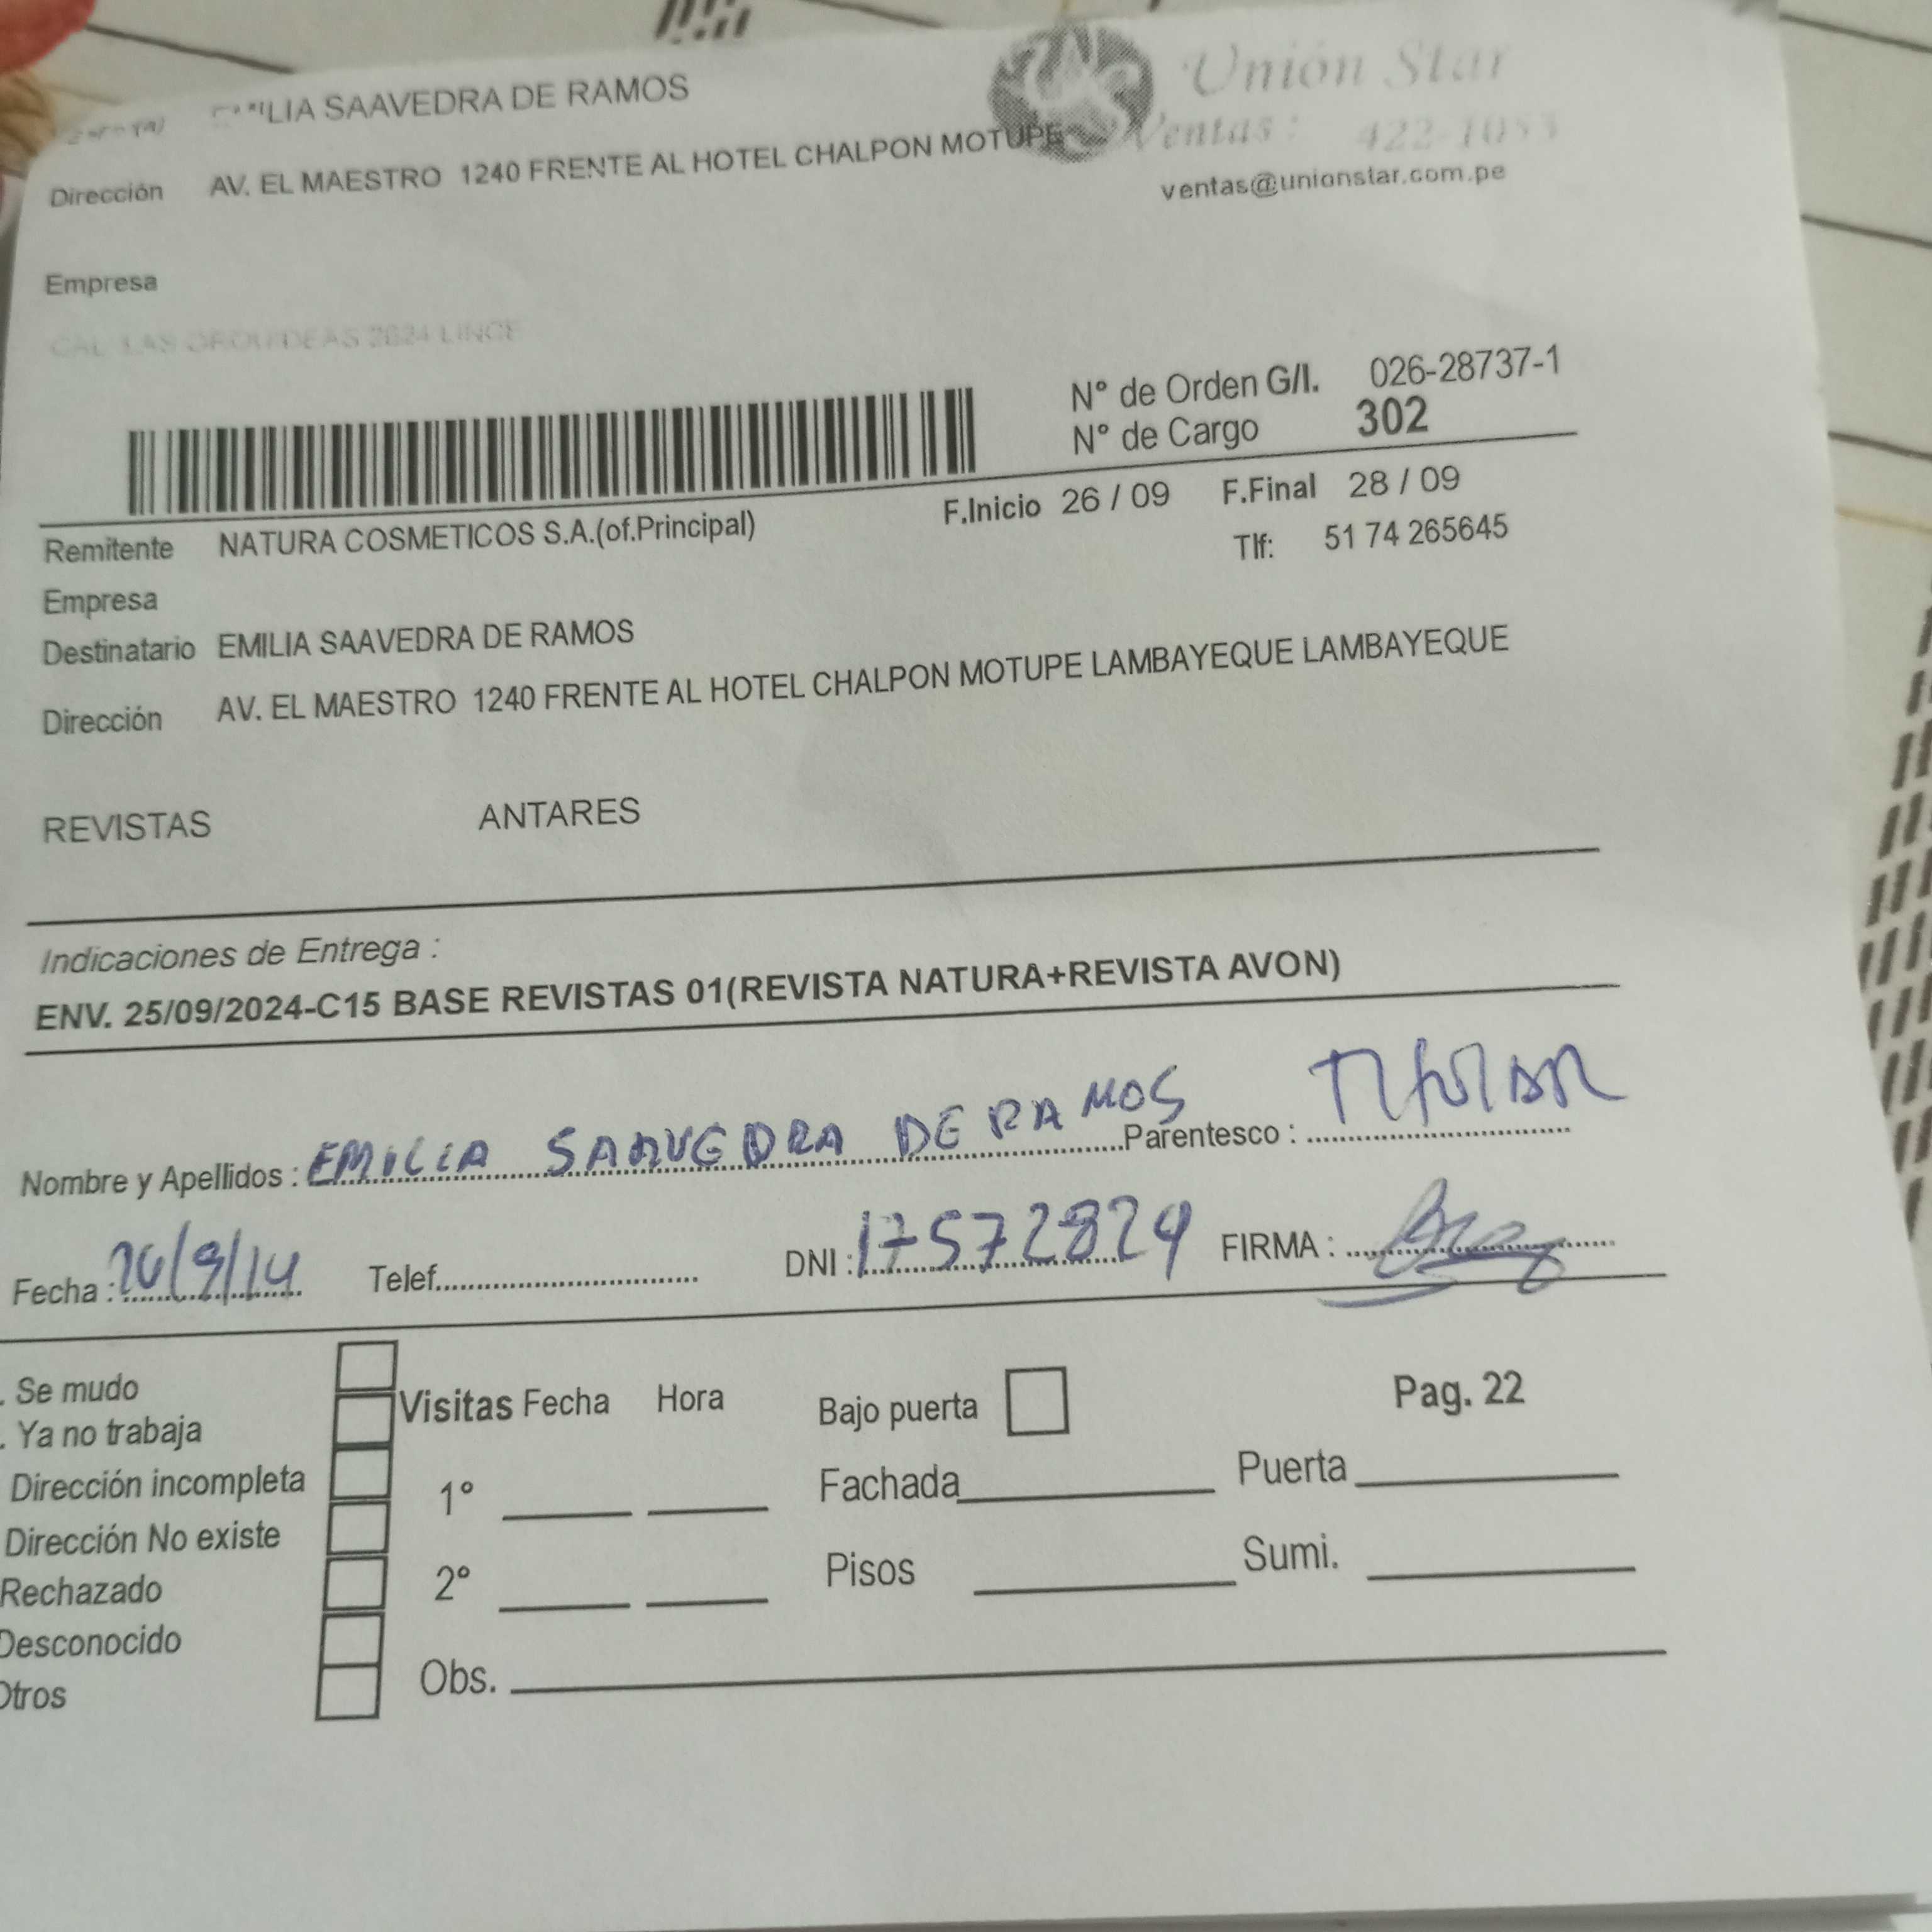 SAAVEDRA DE RAMOS
Unión Star
Ventas: 422-1053
Dirección AV. EL MAESTRO 1240 FRENTE AL HOTEL CHALPON MOTUPE
ventas@unionstar.com.pe
Empresa
CAL. LAS ORQUIDEAS 2624 LINCE
N° de Orden G/I. 026-28737-1
N° de Cargo 302
F.Inicio 26 / 09 F.Final 28 / 09
Remitente NATURA COSMETICOS S.A.(of.Principal)
Tlf: 51 74 265645
Empresa
Destinatario EMILIA SAAVEDRA DE RAMOS
Dirección AV. EL MAESTRO 1240 FRENTE AL HOTEL CHALPON MOTUPE LAMBAYEQUE LAMBAYEQUE
REVISTAS ANTARES
Indicaciones de Entrega :
ENV. 25/09/2024-C15 BASE REVISTAS 01(REVISTA NATURA+REVISTA AVON)
Nombre y Apellidos : EMILIA SAAVEDRA DE RAMOS Parentesco : TITULAR
Fecha : 26/9/24 Telef. DNI : 17572824 FIRMA :
. Se mudo
. Ya no trabaja
Dirección incompleta
Dirección No existe
Rechazado
Desconocido
Otros
Visitas Fecha Hora
1°
2°
Obs.
Bajo puerta
Pag. 22
Fachada Puerta
Pisos Sumi.